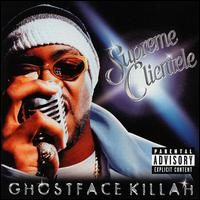 Supreme
Clientele
PARENTAL
ADVISORY
EXPLICIT CONTENT
GHOSTFACE KILLAH